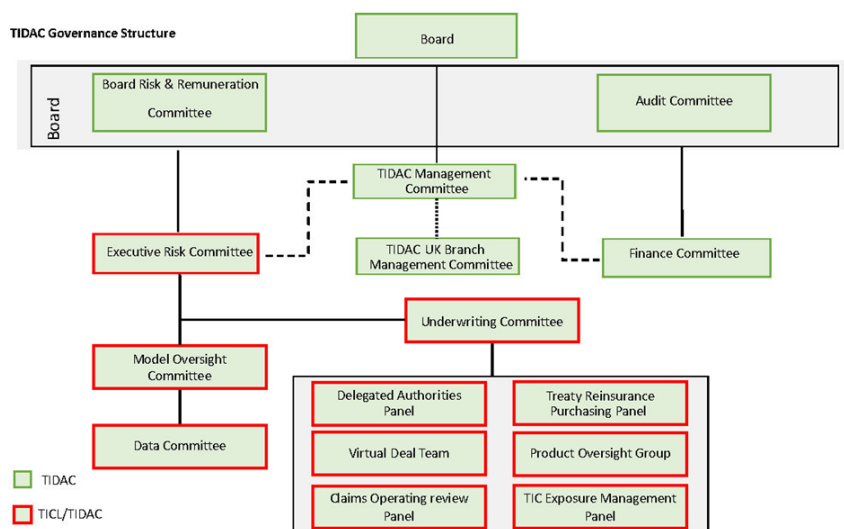 TIDAC Governance Structure
Board
Board
Board Risk & Remuneration
Committee
Audit Committee
TIDAC Management
Committee
Executive Risk Committee
TIDAC UK Branch
Management Committee
Finance Committee
Underwriting Committee
Model Oversight
Committee
Delegated Authorities
Panel
Treaty Reinsurance
Purchasing Panel
Data Committee
Virtual Deal Team
Product Oversight Group
Claims Operating review
Panel
TIC Exposure Management
Panel
TIDAC
TICL/TIDAC